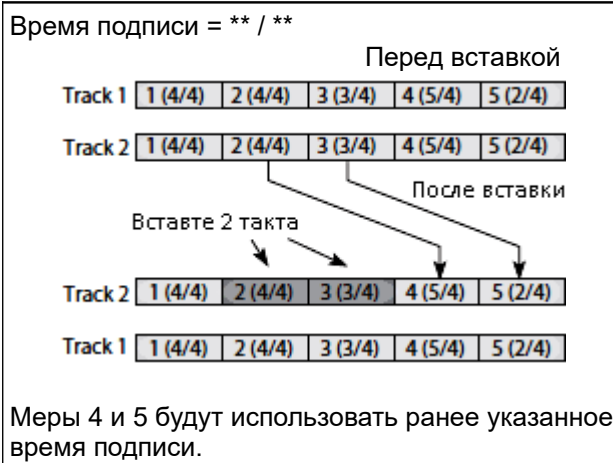 Время подписи = ** / **
Перед вставкой
Track 1 1 (4/4) 2 (4/4) 3 (3/4) 4 (5/4) 5 (2/4)
Track 2 1 (4/4) 2 (4/4) 3 (3/4) 4 (5/4) 5 (2/4)
После вставки
Вставте 2 такта
Track 2 1 (4/4) 2 (4/4) 3 (3/4) 4 (5/4) 5 (2/4)
Track 1 1 (4/4) 2 (4/4) 3 (3/4) 4 (5/4) 5 (2/4)
Меры 4 и 5 будут использовать ранее указанное
время подписи.